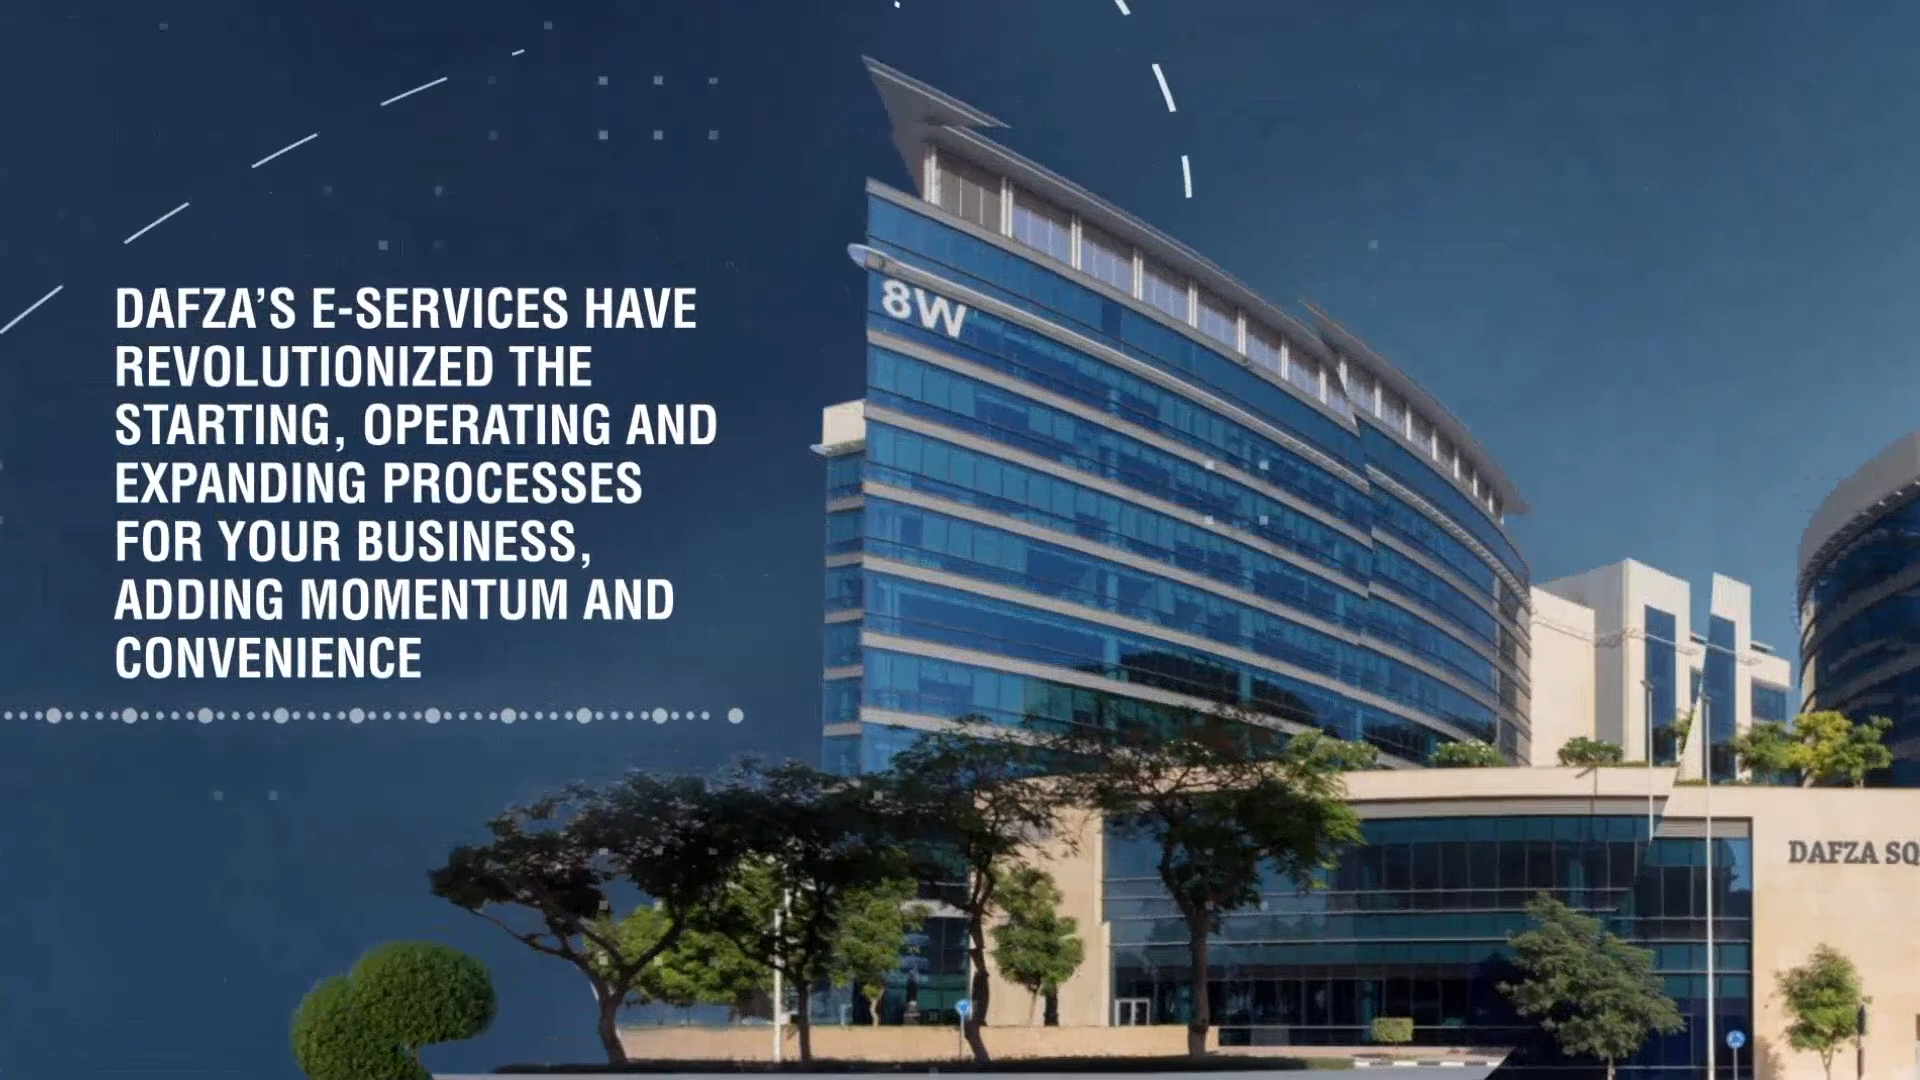 DAFZA'S E-SERVICES HAVE
REVOLUTIONIZED THE
STARTING, OPERATING AND
EXPANDING PROCESSES
FOR YOUR BUSINESS,
ADDING MOMENTUM AND
CONVENIENCE
8W
DAFZA SQ